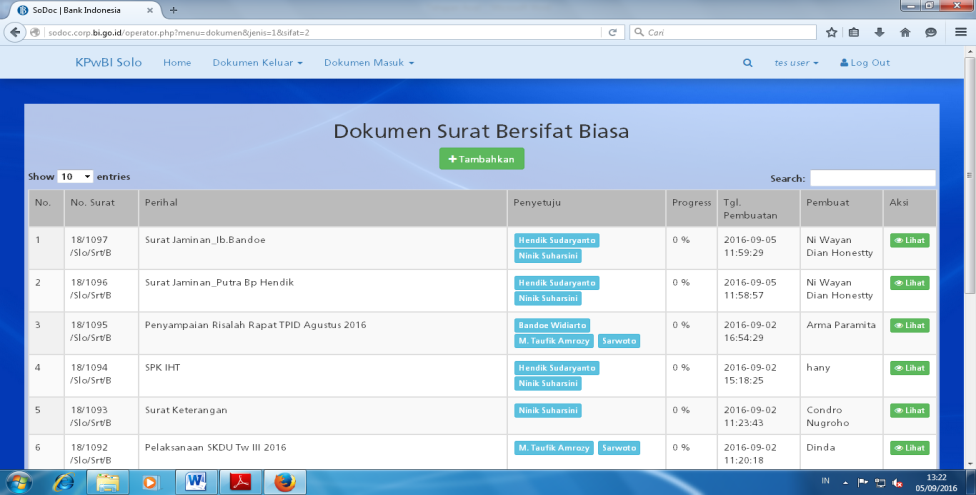 SoDoc | Bank Indonesia
sodoc.corp.bi.go.id/operator.php?menu=dokumen&jenis=1&sifat=2
Cari
KPwBI Solo Home Dokumen Keluar Dokumen Masuk tes user Log Out
Dokumen Surat Bersifat Biasa
+Tambahkan
Show 10 entries
Search:
No. No. Surat Perihal Penyetuju Progress Tgl. Pembuatan Pembuat Aksi
1 18/1097 Surat Jaminan_Ib.Bandoe Hendik Sudaryanto 0 % 2016-09-05 Ni Wayan Lihat
/Slo/Srt/B Ninik Suharsini 11:59:29 Dian Honestty
2 18/1096 Surat Jaminan_Putra Bp Hendik Hendik Sudaryanto 0 % 2016-09-05 Ni Wayan Lihat
/Slo/Srt/B Ninik Suharsini 11:58:57 Dian Honestty
3 18/1095 Penyampaian Risalah Rapat TPID Agustus 2016 Bandoe Widiarto 0 % 2016-09-02 Arma Paramita Lihat
/Slo/Srt/B M. Taufik Amrozy Sarwoto 16:54:29
4 18/1094 SPK IHT Hendik Sudaryanto 0 % 2016-09-02 hany Lihat
/Slo/Srt/B Ninik Suharsini 15:18:25
5 18/1093 Surat Keterangan Ninik Suharsini 0 % 2016-09-02 Condro Lihat
/Slo/Srt/B 11:23:43 Nugroho
6 18/1092 Pelaksanaan SKDU Tw III 2016 M. Taufik Amrozy Sarwoto 0 % 2016-09-02 Dinda Lihat
/Slo/Srt/B 11:20:18
IN 13:22
05/09/2016